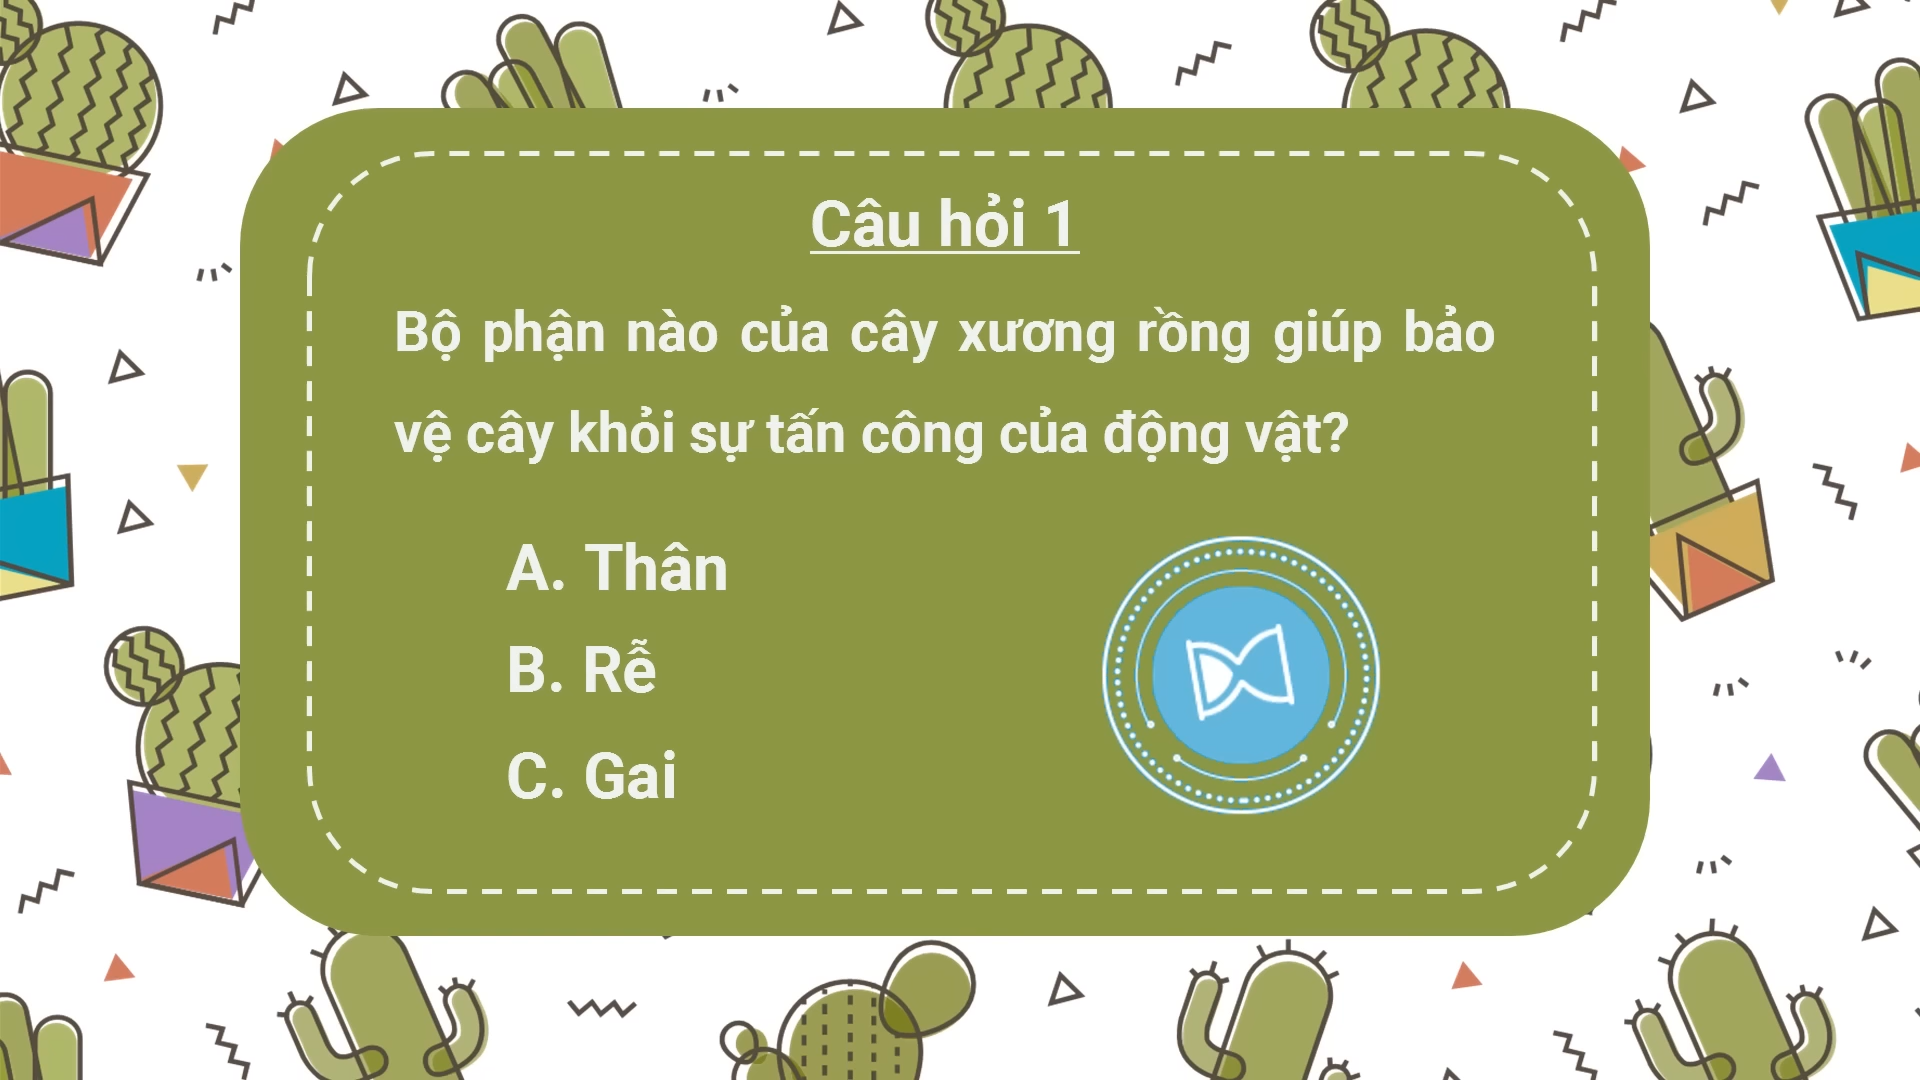 Câu hỏi 1
Bộ phận nào của cây xương rồng giúp bảo
vệ cây khỏi sự tấn công của động vật?
A. Thân
B. Rễ
C. Gai